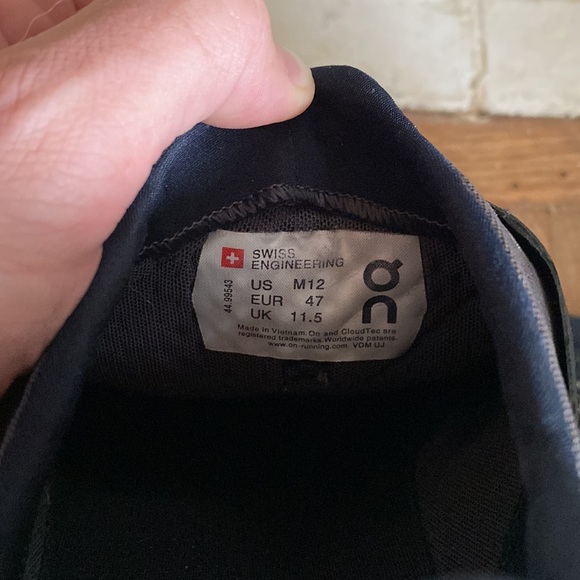 SWISS
ENGINEERING
US M12
EUR 47
UK 11.5
44.99543
Made in Vietnam. On and CloudTec are
registered trademarks. Worldwide patents.
www.on-running.com VDM UJ
On